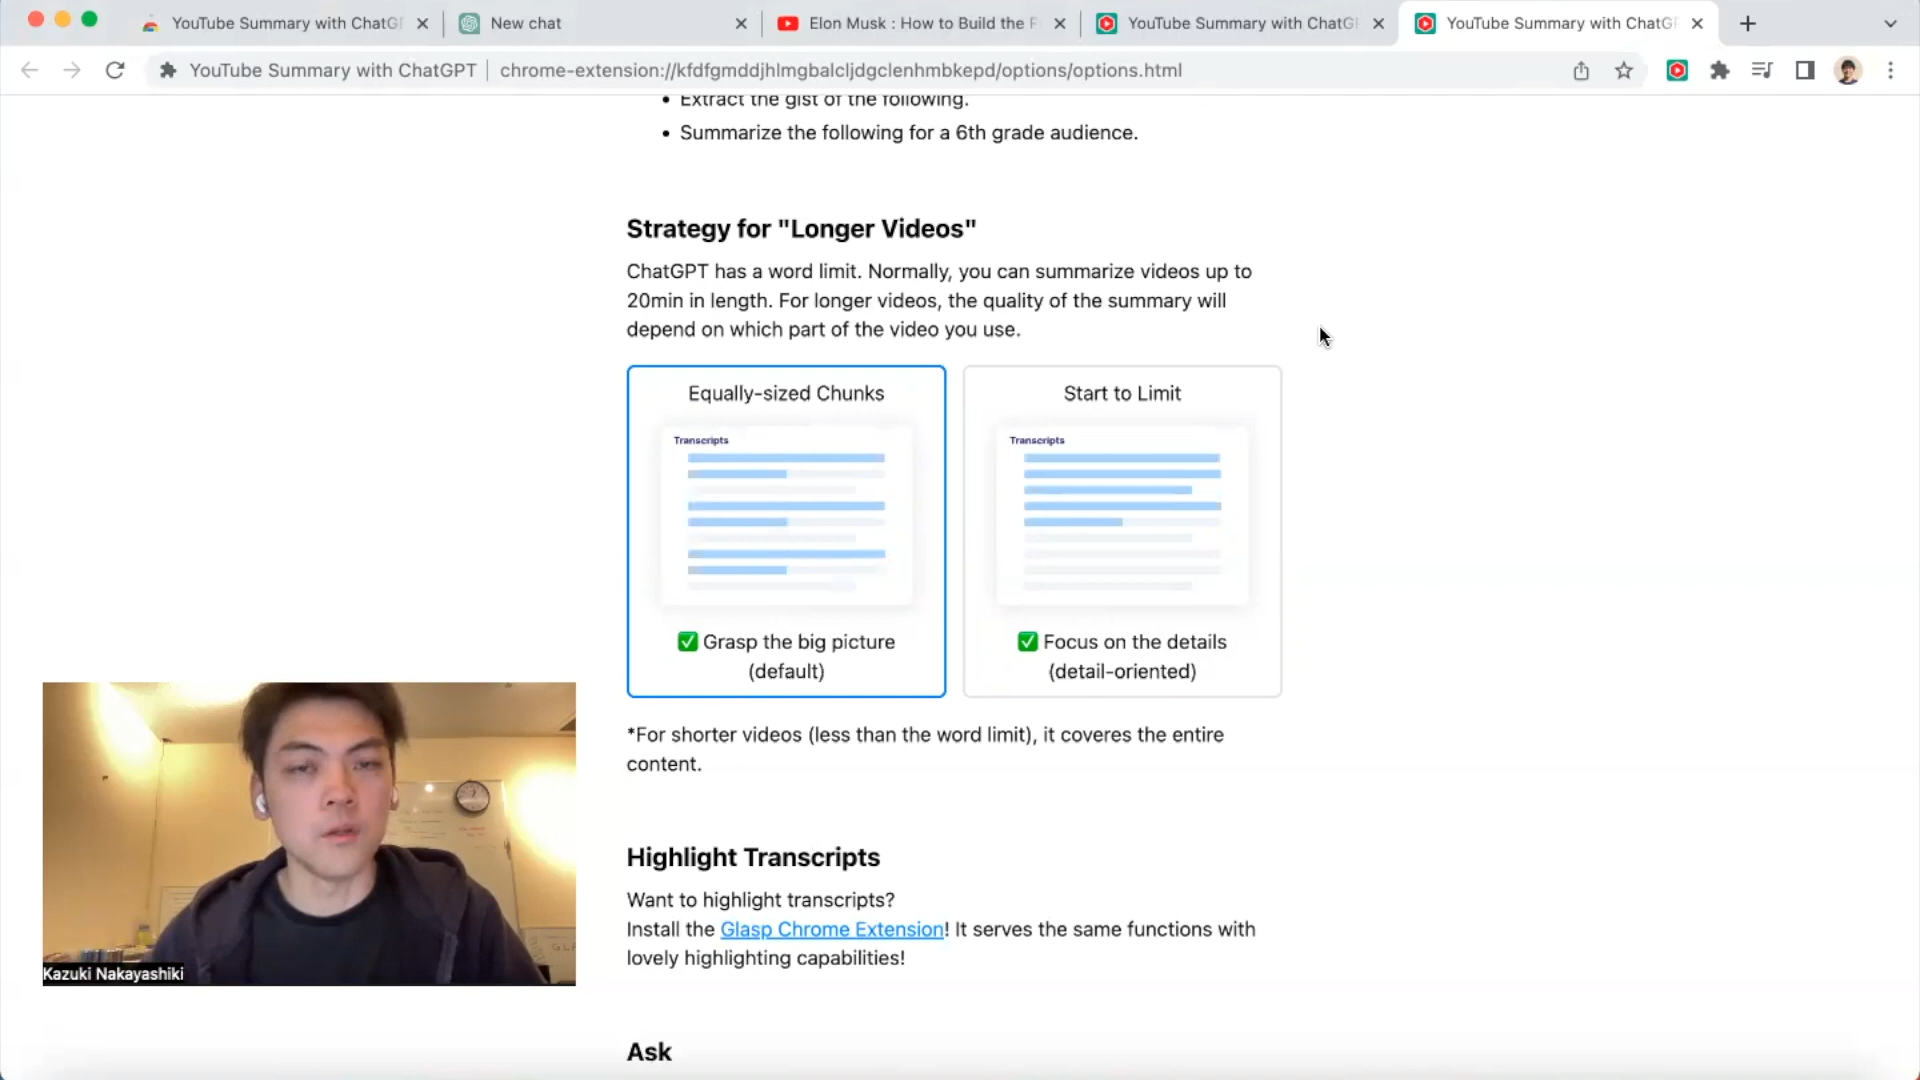 YouTube Summary with ChatG
New chat
Elon Musk : How to Build the F
YouTube Summary with ChatG
YouTube Summary with ChatG
YouTube Summary with ChatGPT
chrome-extension://kfdfgmddjhlmgbalcljdgclenhmbkepd/options/options.html
Extract the gist of the following.
Summarize the following for a 6th grade audience.
Strategy for "Longer Videos"
ChatGPT has a word limit. Normally, you can summarize videos up to
20min in length. For longer videos, the quality of the summary will
depend on which part of the video you use.
Equally-sized Chunks
Transcripts
Grasp the big picture
(default)
Start to Limit
Transcripts
Focus on the details
(detail-oriented)
*For shorter videos (less than the word limit), it coveres the entire
content.
Highlight Transcripts
Want to highlight transcripts?
Install the Glasp Chrome Extension! It serves the same functions with
lovely highlighting capabilities!
Ask
Kazuki Nakayashiki